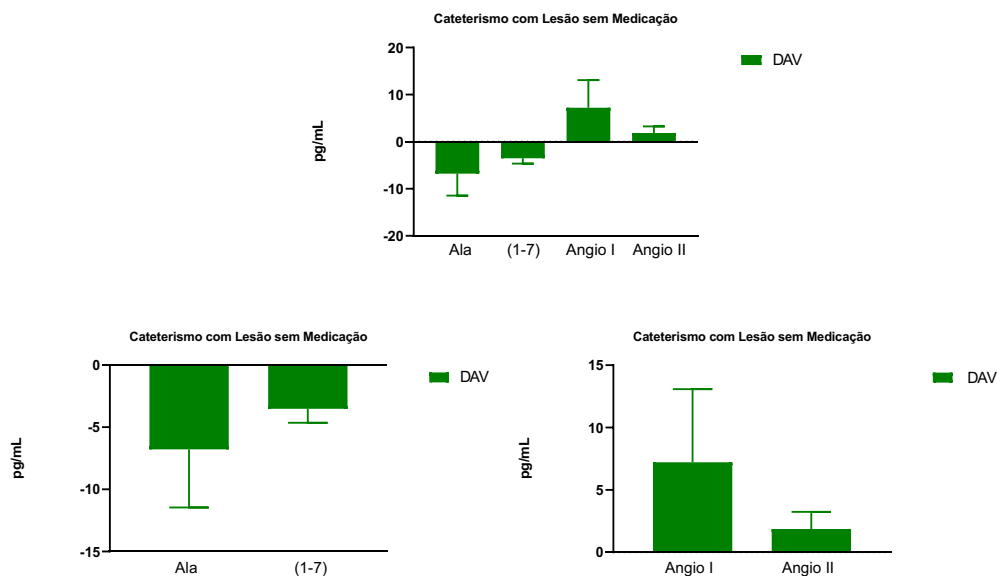 Cateterismo com Lesão sem Medicação
DAV
20
10
0
-10
-20
pg/mL
Ala
(1-7)
Angio I
Angio II
Cateterismo com Lesão sem Medicação
DAV
0
-5
-10
-15
pg/mL
Ala
(1-7)
Cateterismo com Lesão sem Medicação
DAV
15
10
5
0
pg/mL
Angio I
Angio II